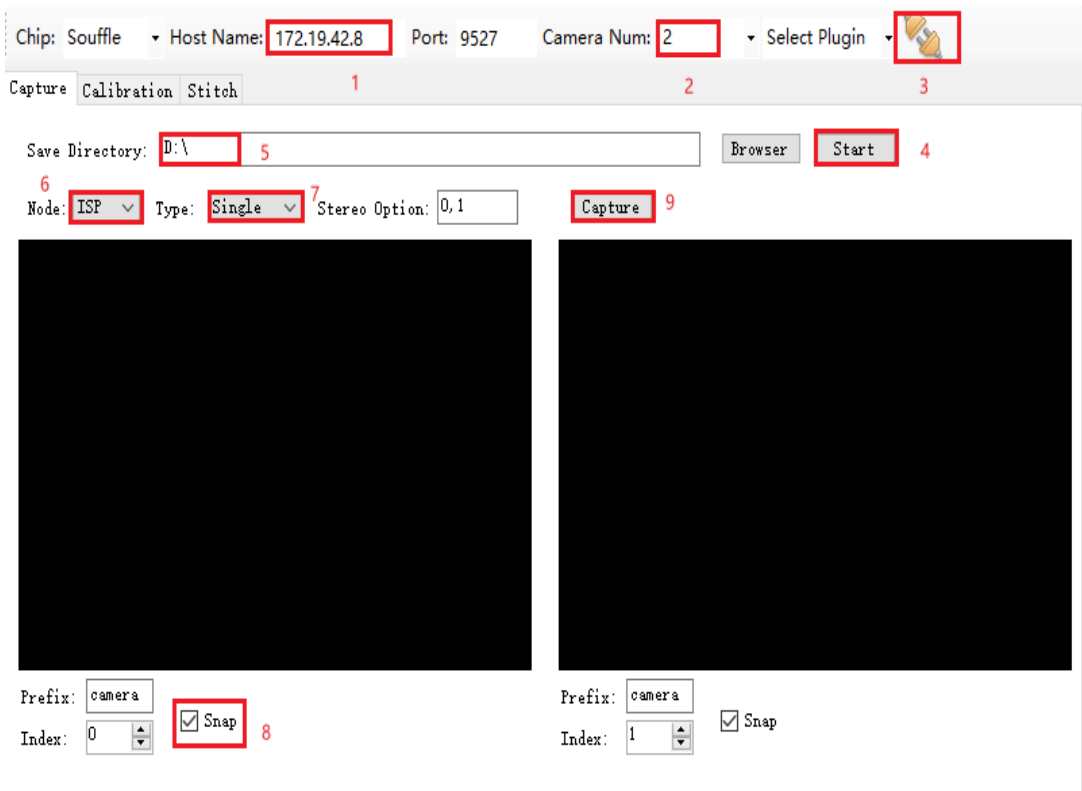 Chip: Souffle Host Name: 172.19.42.8 Port: 9527 Camera Num: 2 Select Plugin
1 2 3
Capture Calibration Stitch
Save Directory: D:\ 5 Browser Start 4
6 7
Node: ISP Type: Single Stereo Option: 0,1 Capture 9
Prefix: camera Prefix: camera
Index: 0 Snap 8 Index: 1 Snap